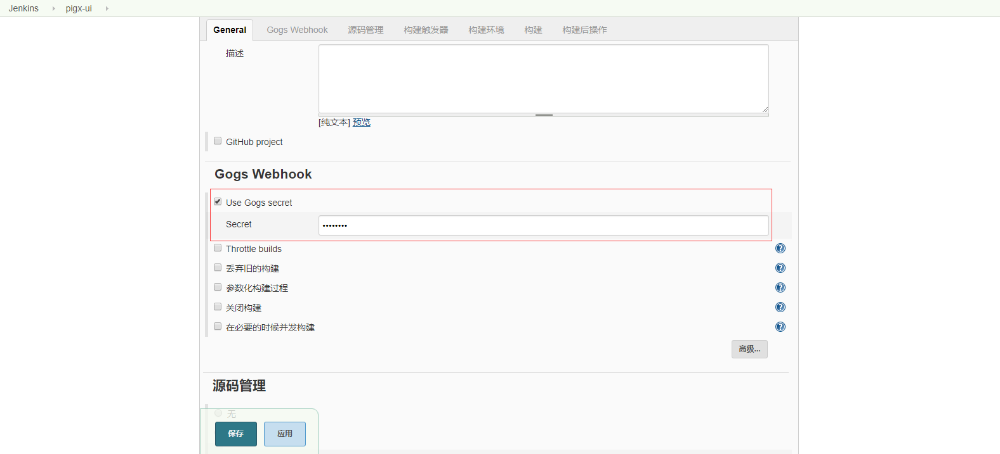 Jenkins pigx-ui
General Gogs Webhook 源码管理 构建触发器 构建环境 构建 构建后操作
描述
[纯文本] 预览
GitHub project
Gogs Webhook
Use Gogs secret
Secret ••••••••
Throttle builds
丢弃旧的构建
参数化构建过程
关闭构建
在必要的时候并发构建
高级...
源码管理
无
保存 应用